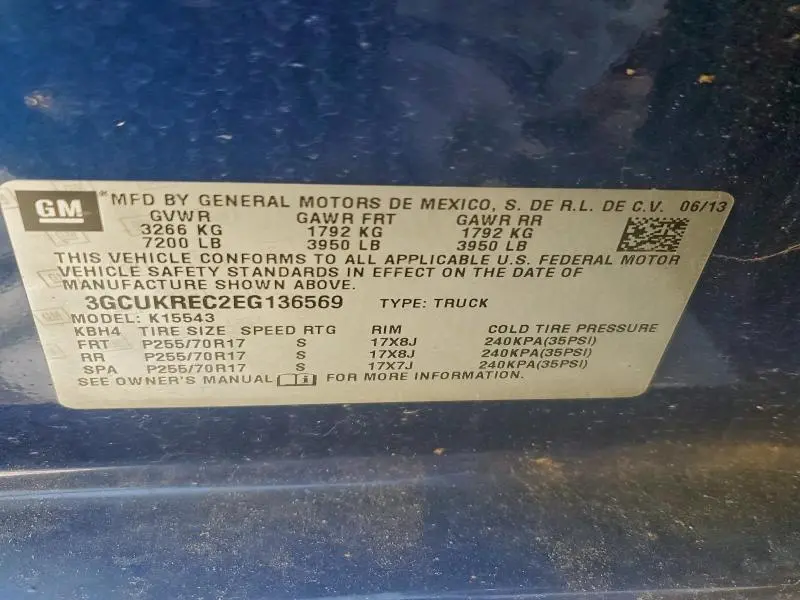 GM MFD BY GENERAL MOTORS DE MEXICO, S. DE R.L. DE C.V. 06/13
GVWR GAWR FRT GAWR RR
3266 KG 1792 KG 1792 KG
7200 LB 3950 LB 3950 LB
THIS VEHICLE CONFORMS TO ALL APPLICABLE U.S. FEDERAL MOTOR
VEHICLE SAFETY STANDARDS IN EFFECT ON THE DATE OF
MANUFACTURE SHOWN ABOVE.
3GCUKREC2EG136569 TYPE: TRUCK
MODEL: K15543
KBH4 TIRE SIZE SPEED RTG RIM COLD TIRE PRESSURE
FRT P255/70R17 S 17X8J 240KPA(35PSI)
RR P255/70R17 S 17X8J 240KPA(35PSI)
SPA P255/70R17 S 17X7J 240KPA(35PSI)
SEE OWNER'S MANUAL FOR MORE INFORMATION.